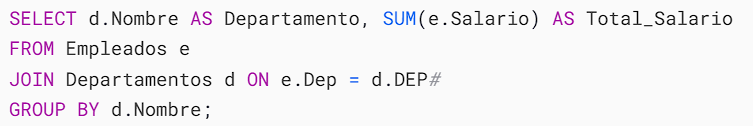 SELECT d.Nombre AS Departamento, SUM(e.Salario) AS Total_Salario
FROM Empleados e
JOIN Departamentos d ON e.Dep = d.DEP#
GROUP BY d.Nombre;